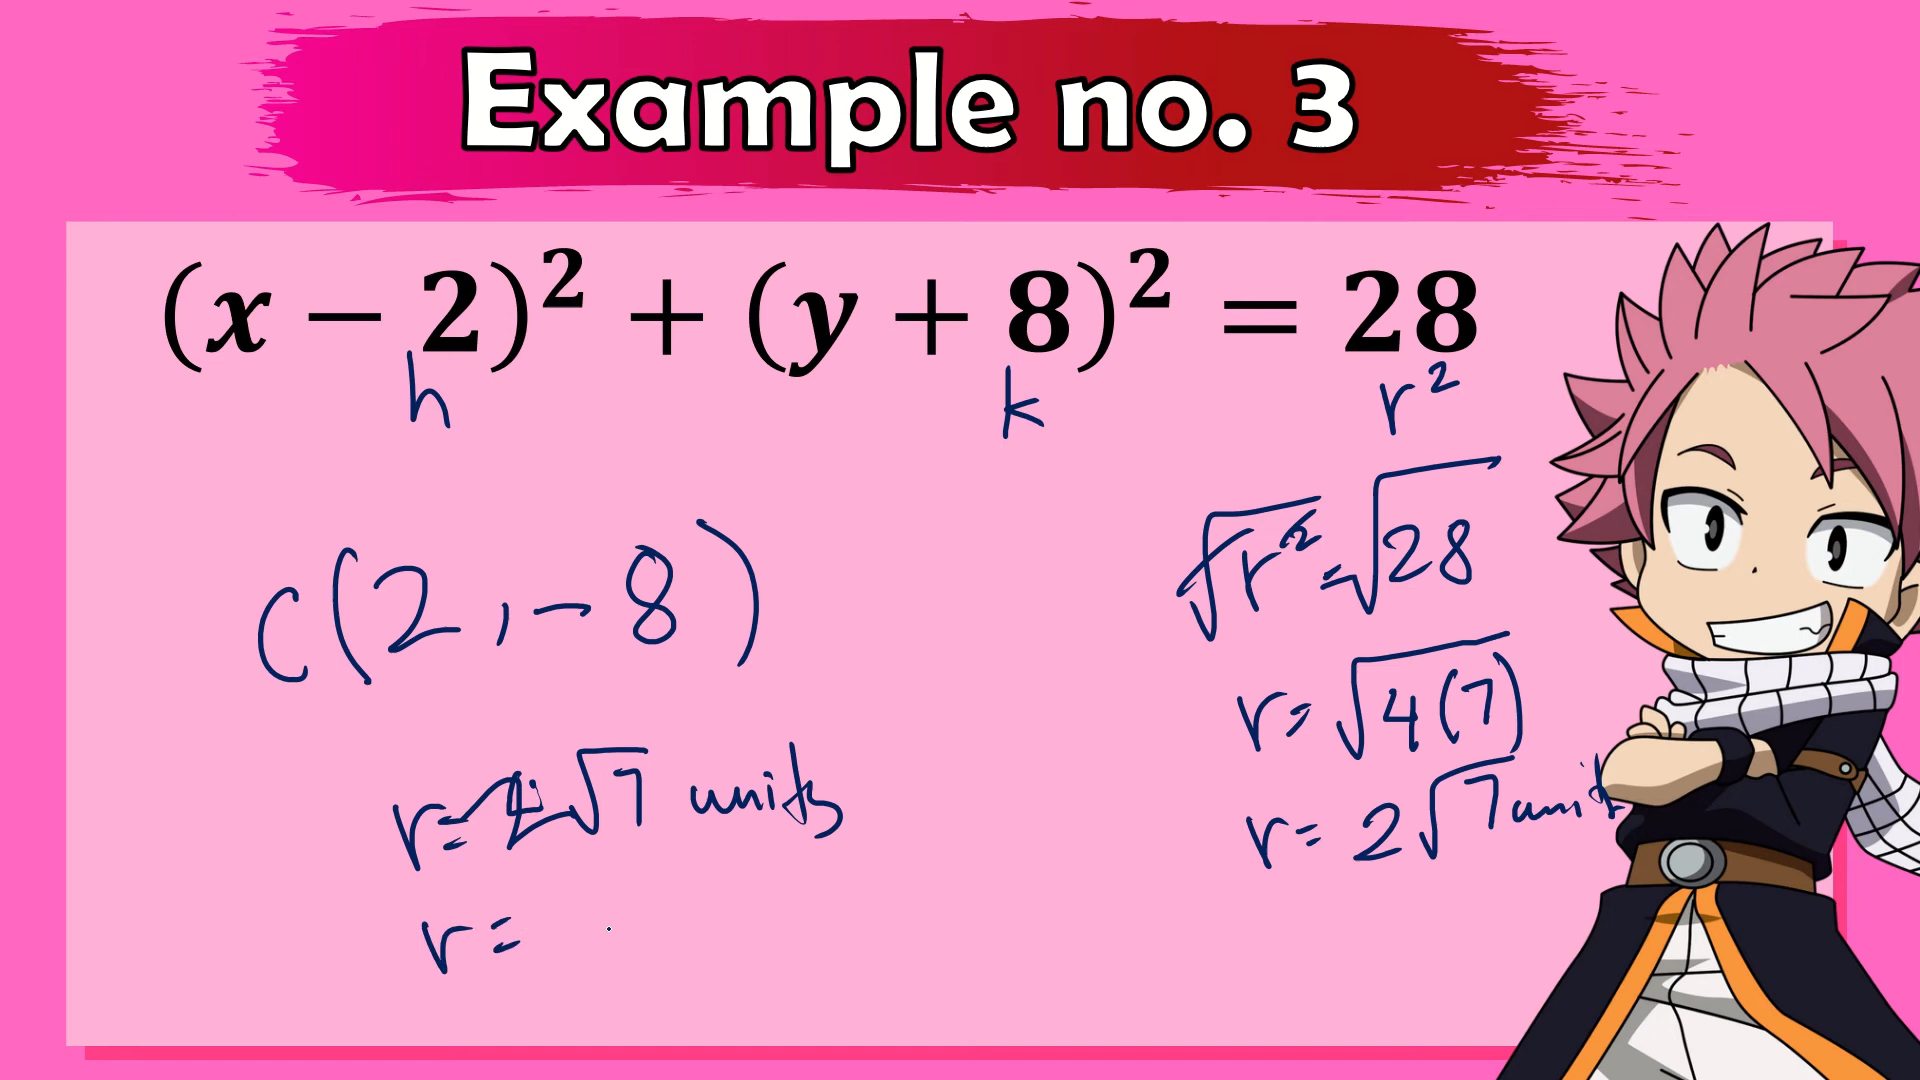 Example no. 3
(x − 2)² + (y + 8)² = 28
h k r²
√r² = √28
C(2, −8)
r = √4(7)
r = √7 units
r = 2√7 units
r =